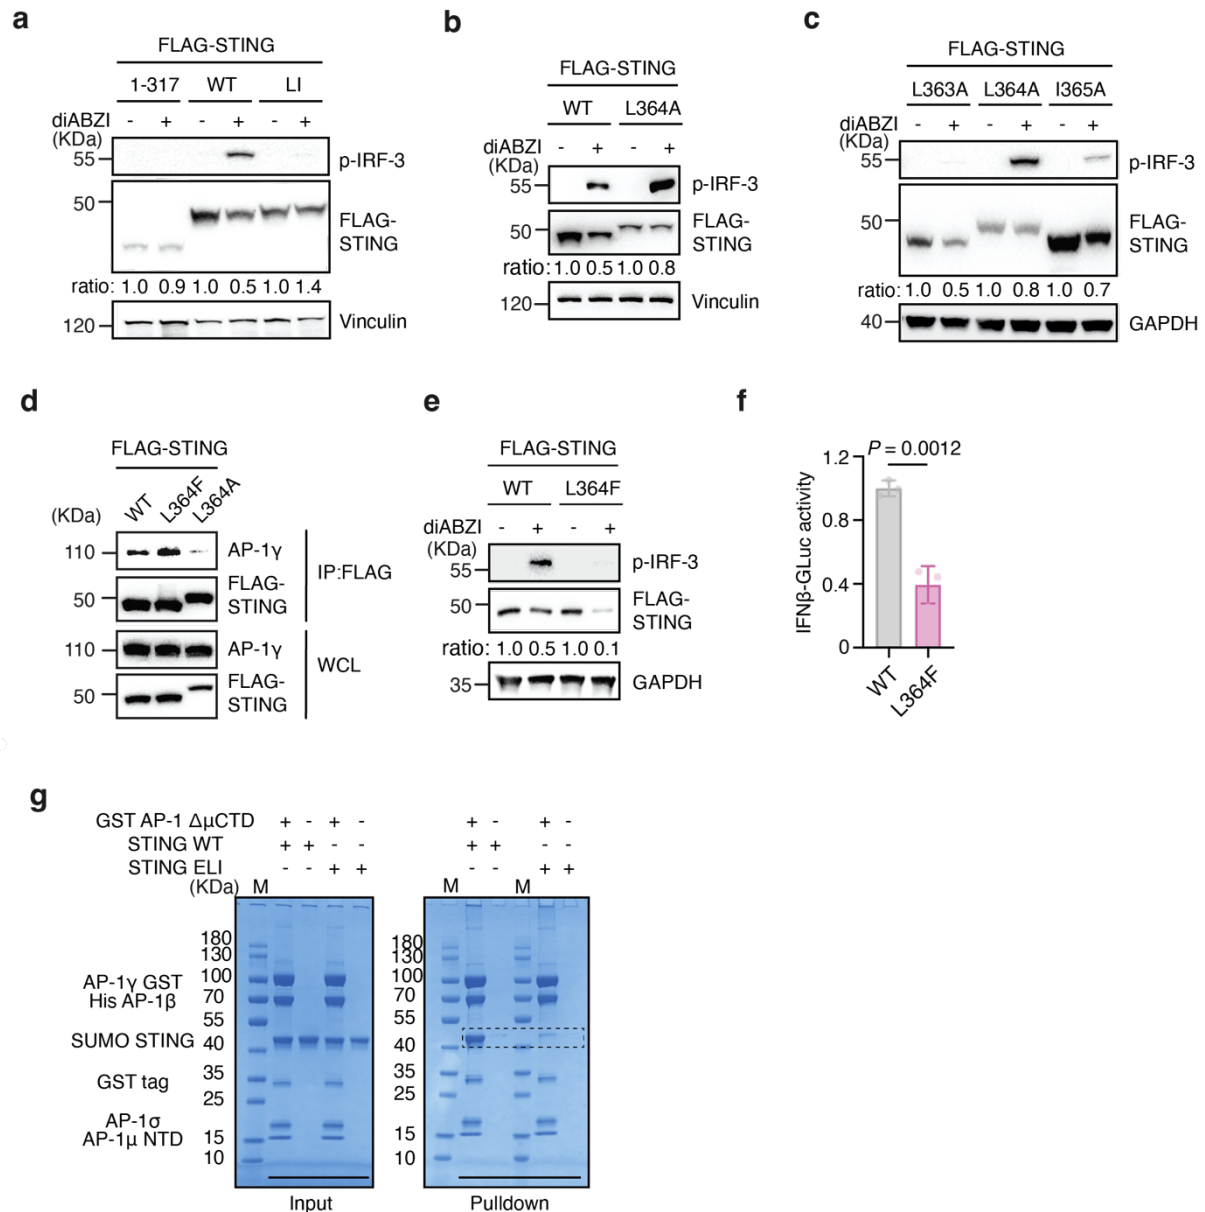 a
FLAG-STING
1-317 WT LI
diABZI - + - + - +
(KDa)
55 p-IRF-3
50 FLAG-
STING
ratio: 1.0 0.9 1.0 0.5 1.0 1.4
120 Vinculin
b
FLAG-STING
WT L364A
diABZI - + - +
(KDa)
55 p-IRF-3
50 FLAG-
STING
ratio: 1.0 0.5 1.0 0.8
120 Vinculin
c
FLAG-STING
L363A L364A I365A
diABZI - + - + - +
(KDa)
55 p-IRF-3
50 FLAG-
STING
ratio: 1.0 0.5 1.0 0.8 1.0 0.7
40 GAPDH
d
FLAG-STING
WT L364F L364A
(KDa)
110 AP-1γ
50 FLAG-
STING
IP:FLAG
110 AP-1γ
50 FLAG-
STING
WCL
e
FLAG-STING
WT L364F
diABZI - + - +
(KDa)
55 p-IRF-3
50 FLAG-
STING
ratio: 1.0 0.5 1.0 0.1
35 GAPDH
f
P = 0.0012
IFNβ-GLuc activity
1.2
0.8
0.4
0
WT L364F
g
GST AP-1 ΔμCTD + - + - + - + -
STING WT + + - - + + - -
STING ELI - - + + - - + +
(KDa) M M M
180 180
130 130
AP-1γ GST 100 100
His AP-1β 70 70
55 55
SUMO STING 40 40
35 35
GST tag
25 25
AP-1σ
AP-1μ NTD 15 15
10 10
Input Pulldown